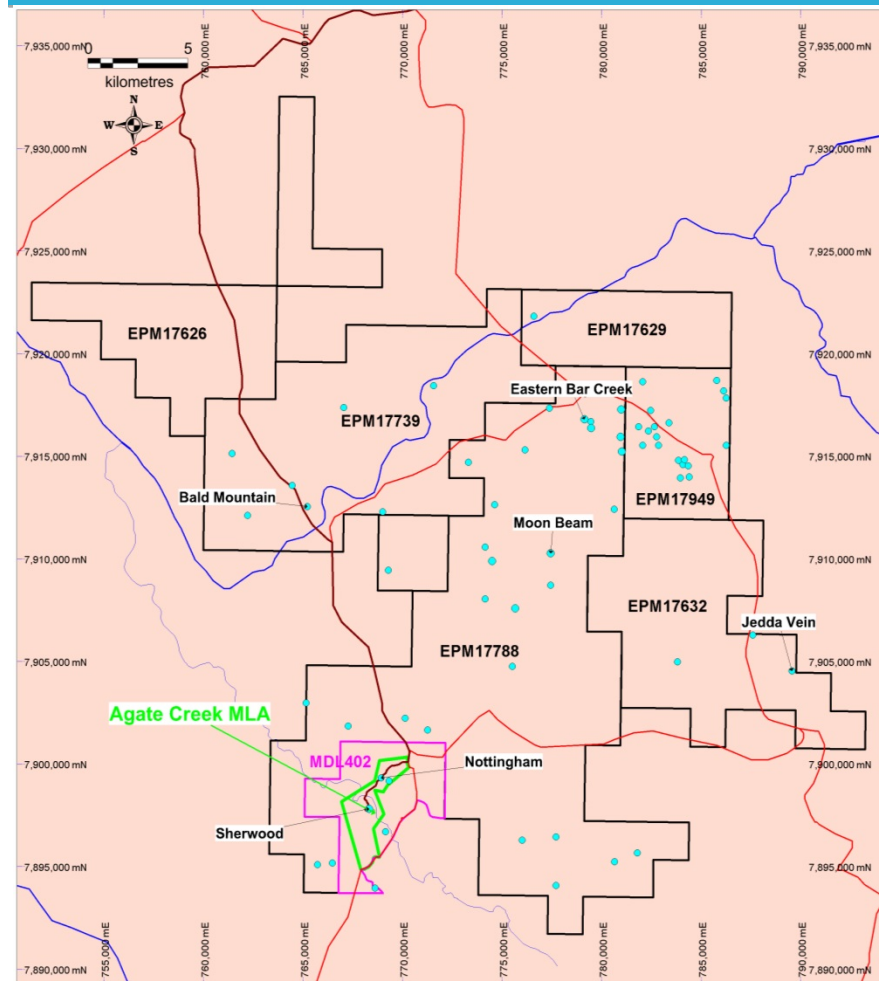 7,935,000 mN
7,935,000 mN
0 5
kilometres
N
W E
S
760,000 mE
765,000 mE
770,000 mE
775,000 mE
780,000 mE
785,000 mE
790,000 mE
7,930,000 mN
7,930,000 mN
7,925,000 mN
7,925,000 mN
EPM17626
EPM17629
7,920,000 mN
7,920,000 mN
Eastern Bar Creek
EPM17739
7,915,000 mN
7,915,000 mN
Bald Mountain
EPM17949
Moon Beam
7,910,000 mN
7,910,000 mN
EPM17632
Jedda Vein
EPM17788
7,905,000 mN
7,905,000 mN
Agate Creek MLA
MDL402
7,900,000 mN
7,900,000 mN
Nottingham
Sherwood
7,895,000 mN
7,895,000 mN
755,000 mE
760,000 mE
765,000 mE
770,000 mE
775,000 mE
780,000 mE
785,000 mE
790,000 mE
7,890,000 mN
7,890,000 mN